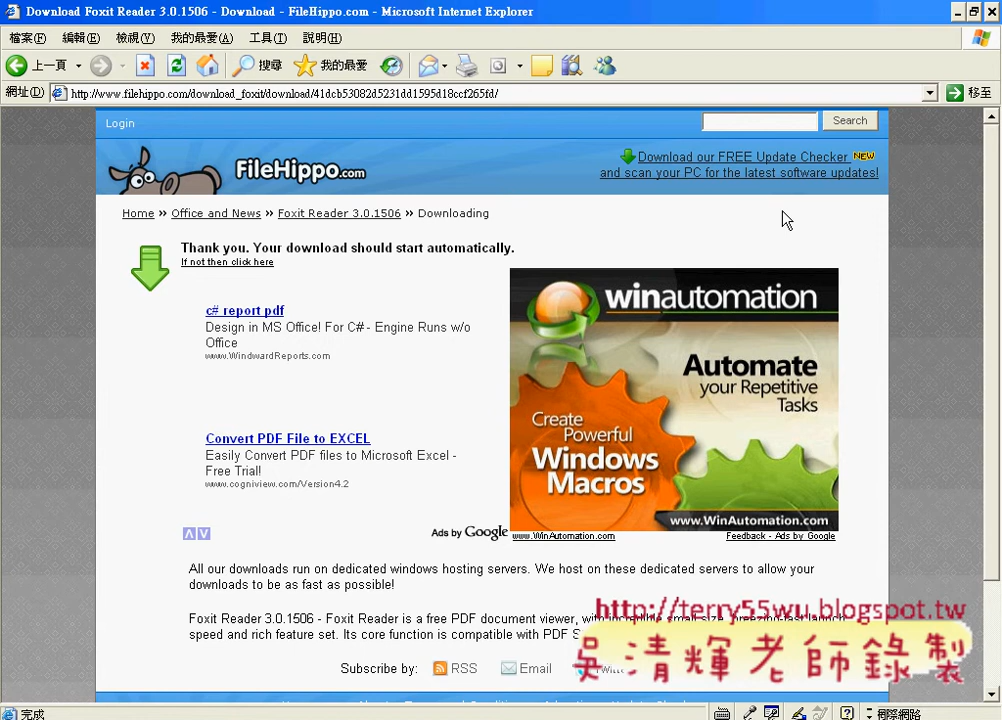 Download Foxit Reader 3.0.1506 - Download - FileHippo.com - Microsoft Internet Explorer
檔案(F) 編輯(E) 檢視(V) 我的最愛(A) 工具(T) 說明(H)
上一頁 搜尋 我的最愛
網址(D) http://www.filehippo.com/download_foxit/download/41dcb53082d5231dd1595d18ccf265fd/ 移至
Login Search
FileHippo.com
Download our FREE Update Checker NEW
and scan your PC for the latest software updates!
Home » Office and News » Foxit Reader 3.0.1506 » Downloading
Thank you. Your download should start automatically.
If not then click here
c# report pdf
Design in MS Office! For C# - Engine Runs w/o
Office
www.WindwardReports.com
Convert PDF File to EXCEL
Easily Convert PDF files to Microsoft Excel -
Free Trial!
www.cogniview.com/Version4.2
Ads by Google
winautomation
Automate
your Repetitive
Tasks
Create
Powerful
Windows
Macros
www.WinAutomation.com
www.WinAutomation.com Feedback - Ads by Google
All our downloads run on dedicated windows hosting servers. We host on these dedicated servers to allow your
downloads to be as fast as possible!
Foxit Reader 3.0.1506 - Foxit Reader is a free PDF document viewer, with incredible small size, breezing-fast launch
speed and rich feature set. Its core function is compatible with PDF
http://terry55wu.blogspot.tw
吳清輝老師錄製
Subscribe by: RSS Email
完成 網際網路